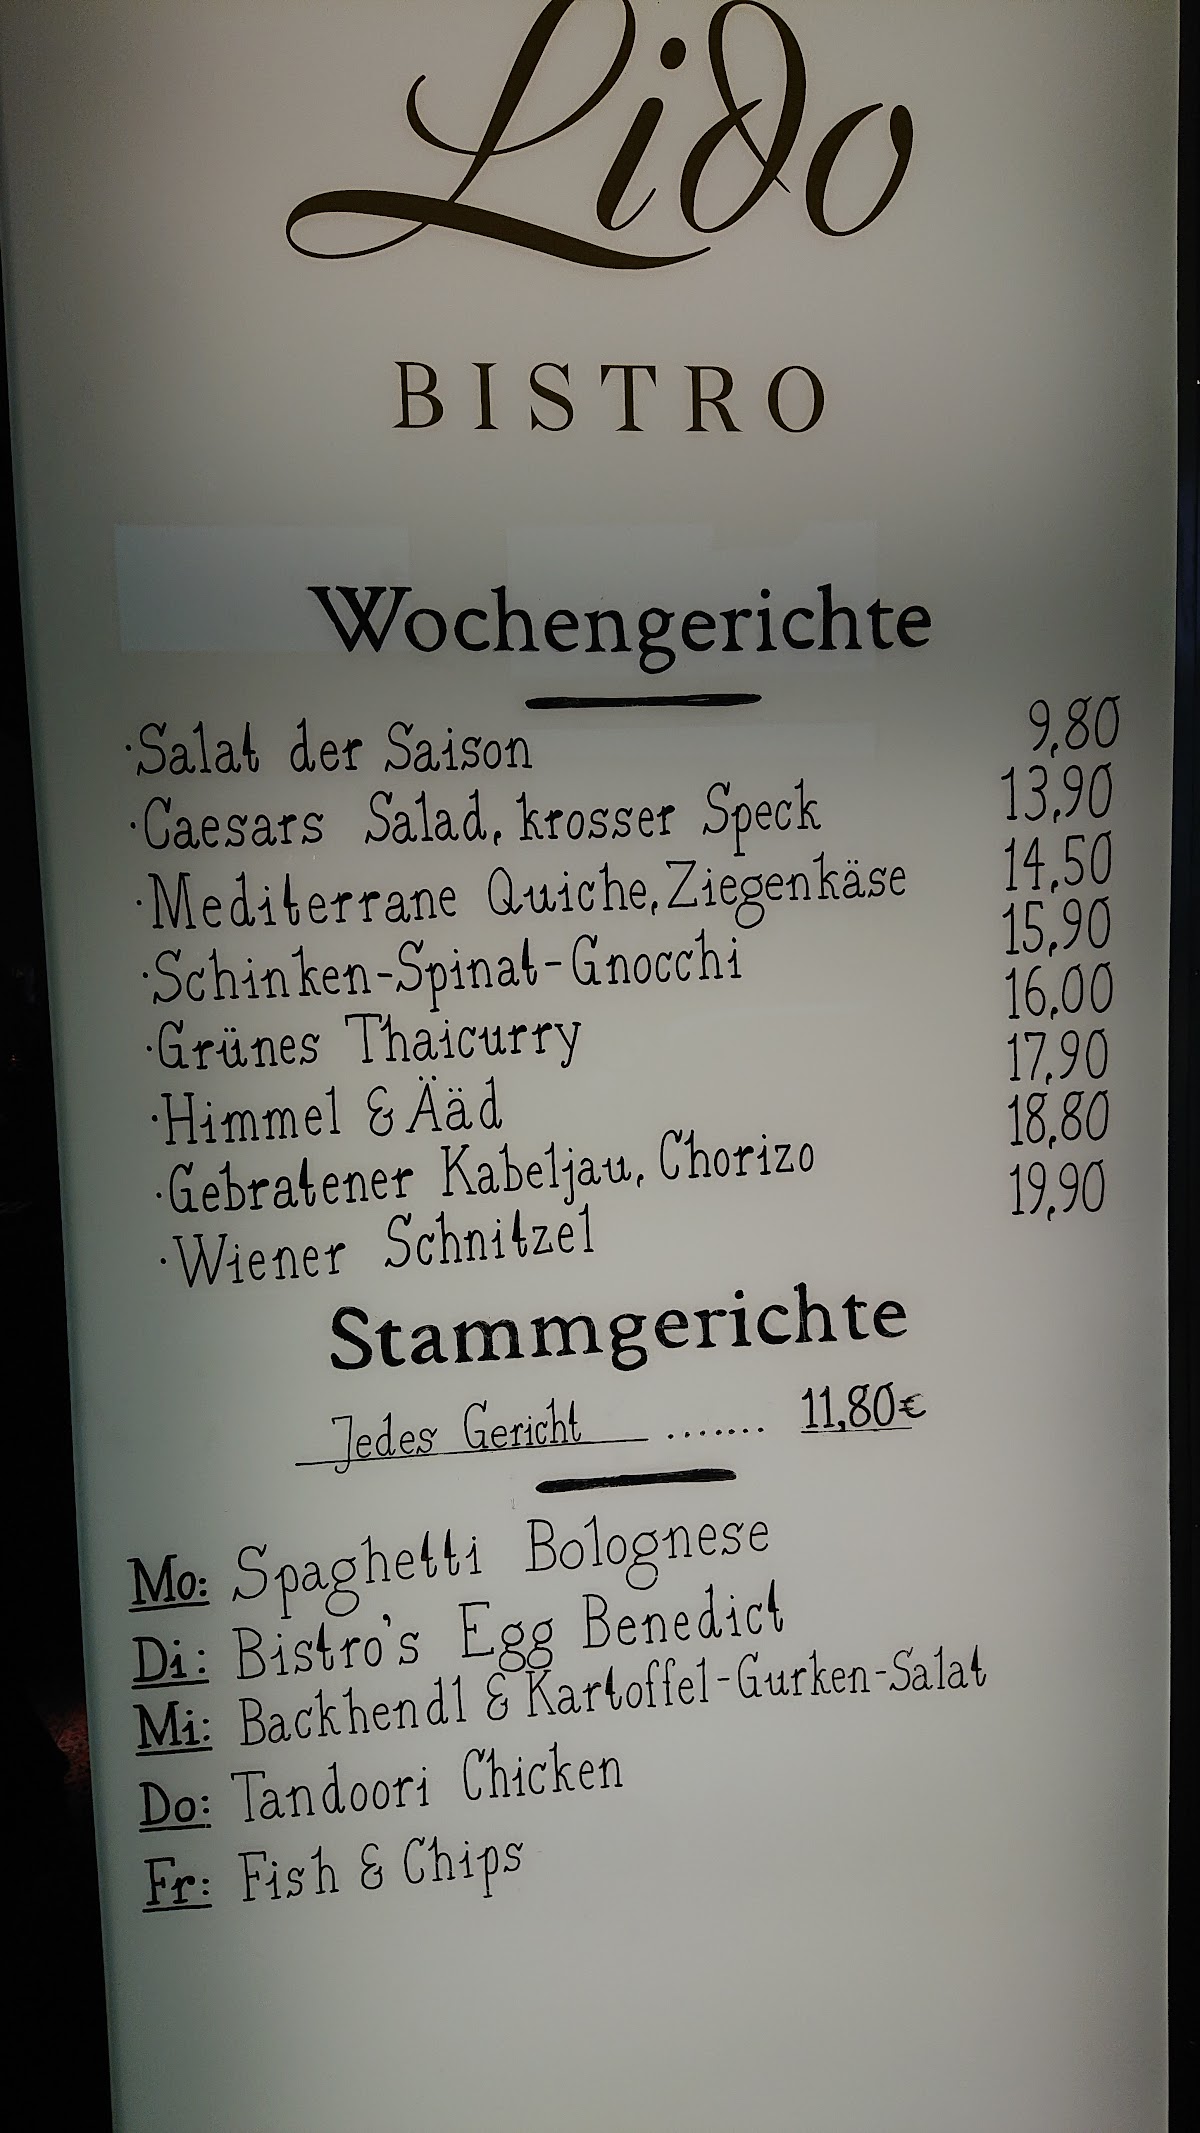 Lido
BISTRO
Wochengerichte
·Salat der Saison 9,80
·Caesars Salad, krosser Speck 13,90
·Mediterrane Quiche, Ziegenkäse 14,50
·Schinken-Spinat-Gnocchi 15,90
·Grünes Thaicurry 16,00
·Himmel & Ääd 17,90
·Gebratener Kabeljau, Chorizo 18,80
·Wiener Schnitzel 19,90
Stammgerichte
Jedes Gericht ....... 11,80€
Mo: Spaghetti Bolognese
Di: Bistro's Egg Benedict
Mi: Backhendl & Kartoffel-Gurken-Salat
Do: Tandoori Chicken
Fr: Fish & Chips